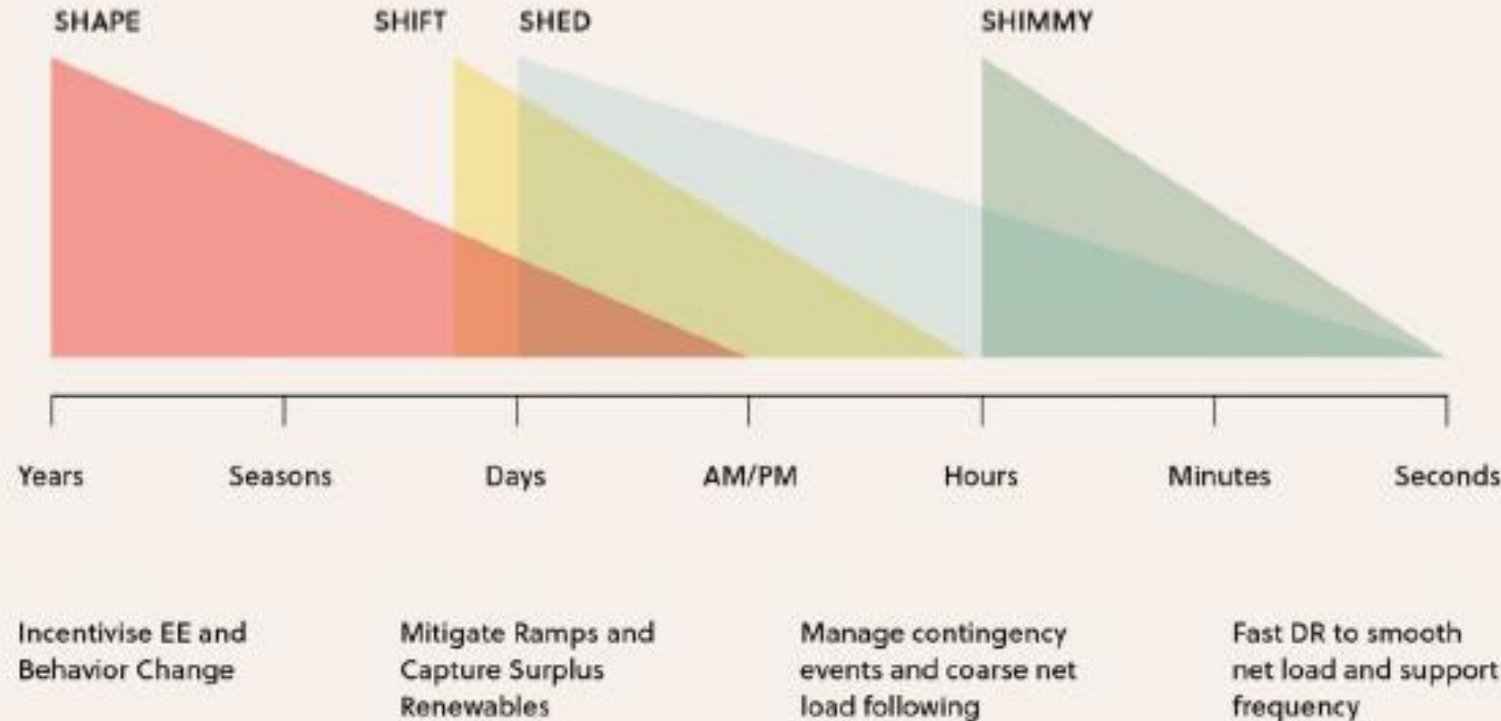 SHAPE SHIFT SHED SHIMMY
Years Seasons Days AM/PM Hours Minutes Seconds
Incentivise EE and
Behavior Change
Mitigate Ramps and
Capture Surplus
Renewables
Manage contingency
events and coarse net
load following
Fast DR to smooth
net load and support
frequency